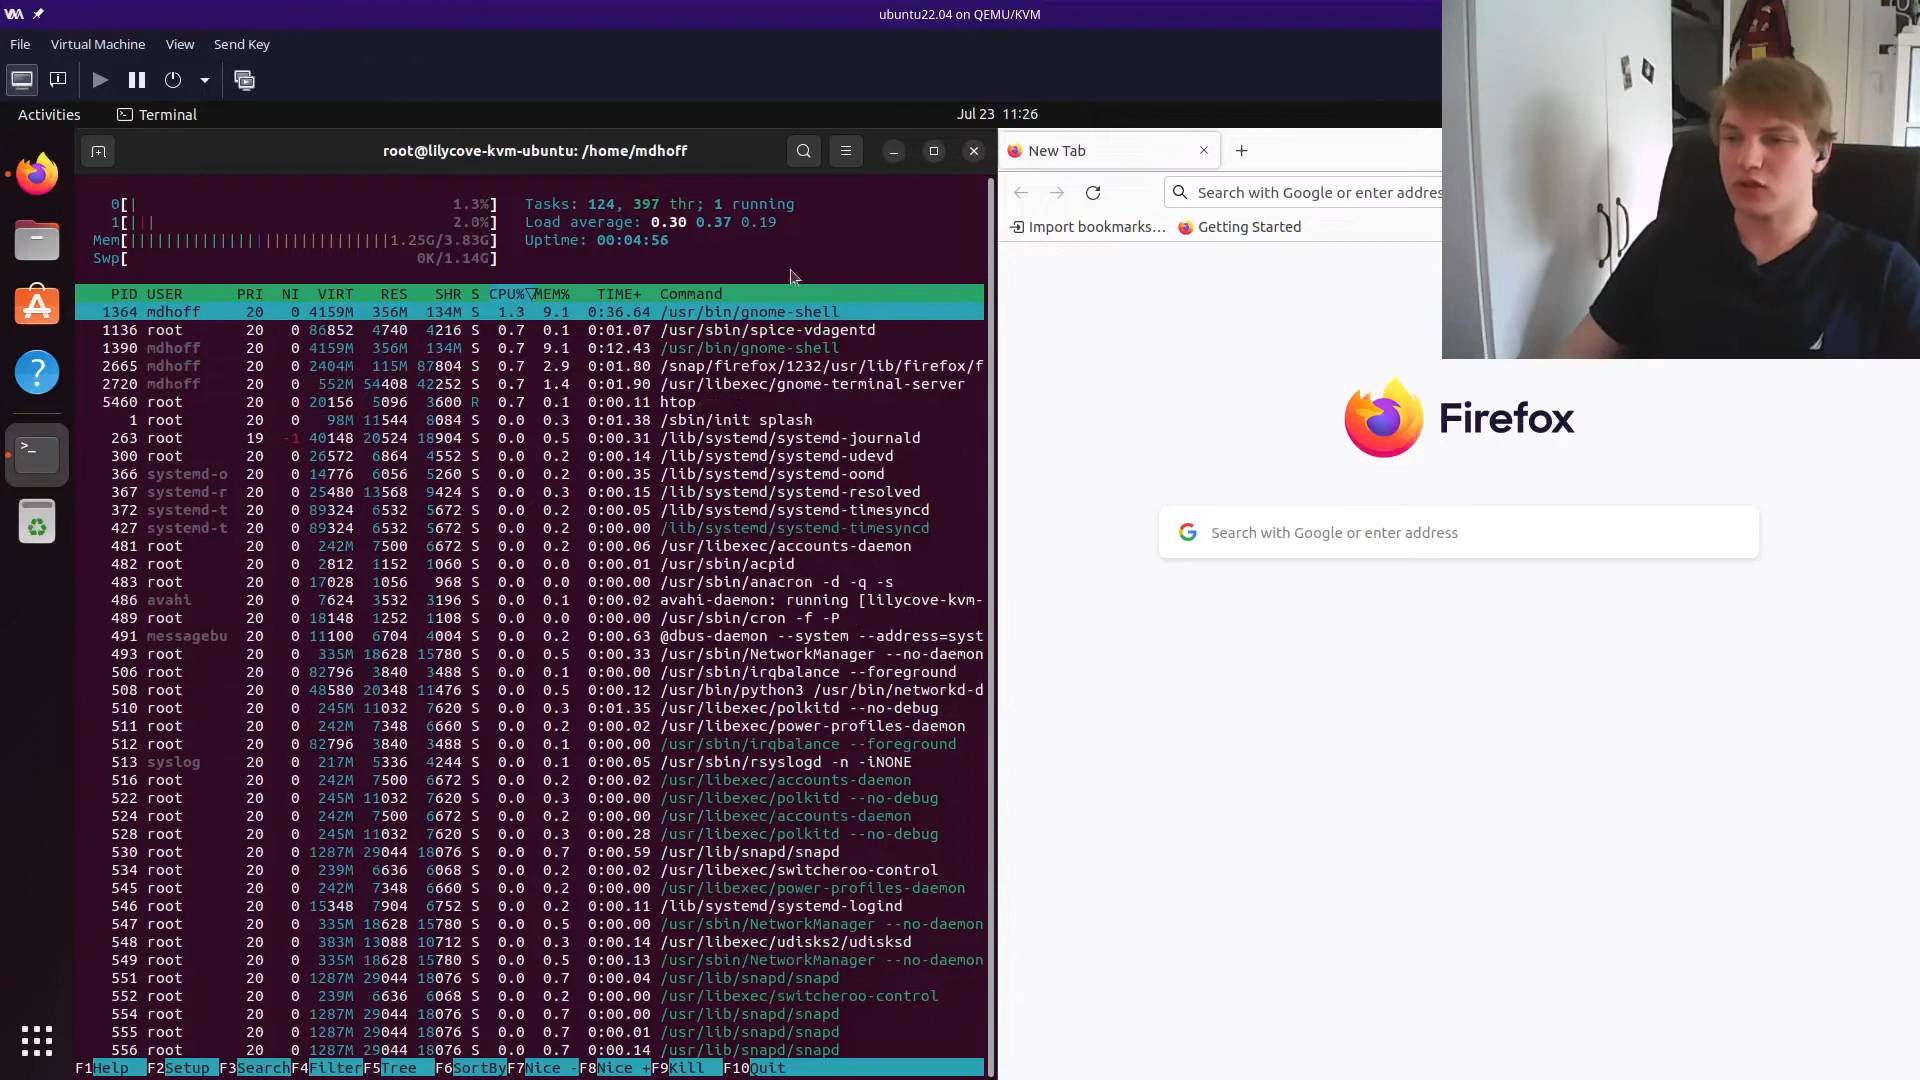 ubuntu22.04 on QEMU/KVM
File Virtual Machine View Send Key
Activities Terminal Jul 23 11:26
root@lilycove-kvm-ubuntu: /home/mdhoff
New Tab
Search with Google or enter addres
Import bookmarks… Getting Started
0[| 1.3%] Tasks: 124, 397 thr; 1 running
1[||| 2.0%] Load average: 0.30 0.37 0.19
Mem[||||||||||||||||||||||||||||||1.25G/3.83G] Uptime: 00:04:56
Swp[ 0K/1.14G]
PID USER PRI NI VIRT RES SHR S CPU%▽MEM% TIME+ Command
1364 mdhoff 20 0 4159M 356M 134M S 1.3 9.1 0:36.64 /usr/bin/gnome-shell
1136 root 20 0 86852 4740 4216 S 0.7 0.1 0:01.07 /usr/sbin/spice-vdagentd
1390 mdhoff 20 0 4159M 356M 134M S 0.7 9.1 0:12.43 /usr/bin/gnome-shell
2665 mdhoff 20 0 2404M 115M 87804 S 0.7 2.9 0:01.80 /snap/firefox/1232/usr/lib/firefox/f
2720 mdhoff 20 0 552M 54408 42252 S 0.7 1.4 0:01.90 /usr/libexec/gnome-terminal-server
5460 root 20 0 20156 5096 3600 R 0.7 0.1 0:00.11 htop
1 root 20 0 98M 11544 8084 S 0.0 0.3 0:01.38 /sbin/init splash
263 root 19 -1 40148 20524 18904 S 0.0 0.5 0:00.31 /lib/systemd/systemd-journald
300 root 20 0 26572 6864 4552 S 0.0 0.2 0:00.14 /lib/systemd/systemd-udevd
366 systemd-o 20 0 14776 6056 5260 S 0.0 0.2 0:00.35 /lib/systemd/systemd-oomd
367 systemd-r 20 0 25480 13568 9424 S 0.0 0.3 0:00.15 /lib/systemd/systemd-resolved
372 systemd-t 20 0 89324 6532 5672 S 0.0 0.2 0:00.05 /lib/systemd/systemd-timesyncd
427 systemd-t 20 0 89324 6532 5672 S 0.0 0.2 0:00.00 /lib/systemd/systemd-timesyncd
481 root 20 0 242M 7500 6672 S 0.0 0.2 0:00.06 /usr/libexec/accounts-daemon
482 root 20 0 2812 1152 1060 S 0.0 0.0 0:00.01 /usr/sbin/acpid
483 root 20 0 17028 1056 968 S 0.0 0.0 0:00.00 /usr/sbin/anacron -d -q -s
486 avahi 20 0 7624 3532 3196 S 0.0 0.1 0:00.02 avahi-daemon: running [lilycove-kvm-
489 root 20 0 18148 1252 1108 S 0.0 0.0 0:00.00 /usr/sbin/cron -f -P
491 messagebu 20 0 11100 6704 4004 S 0.0 0.2 0:00.63 @dbus-daemon --system --address=syst
493 root 20 0 335M 18628 15780 S 0.0 0.5 0:00.33 /usr/sbin/NetworkManager --no-daemon
506 root 20 0 82796 3840 3488 S 0.0 0.1 0:00.00 /usr/sbin/irqbalance --foreground
508 root 20 0 48580 20348 11476 S 0.0 0.5 0:00.12 /usr/bin/python3 /usr/bin/networkd-d
510 root 20 0 245M 11032 7620 S 0.0 0.3 0:01.35 /usr/libexec/polkitd --no-debug
511 root 20 0 242M 7348 6660 S 0.0 0.2 0:00.02 /usr/libexec/power-profiles-daemon
512 root 20 0 82796 3840 3488 S 0.0 0.1 0:00.00 /usr/sbin/irqbalance --foreground
513 syslog 20 0 217M 5336 4244 S 0.0 0.1 0:00.05 /usr/sbin/rsyslogd -n -iNONE
516 root 20 0 242M 7500 6672 S 0.0 0.2 0:00.02 /usr/libexec/accounts-daemon
522 root 20 0 245M 11032 7620 S 0.0 0.3 0:00.00 /usr/libexec/polkitd --no-debug
524 root 20 0 242M 7500 6672 S 0.0 0.2 0:00.00 /usr/libexec/accounts-daemon
528 root 20 0 245M 11032 7620 S 0.0 0.3 0:00.28 /usr/libexec/polkitd --no-debug
530 root 20 0 1287M 29044 18076 S 0.0 0.7 0:00.59 /usr/lib/snapd/snapd
534 root 20 0 239M 6636 6068 S 0.0 0.2 0:00.02 /usr/libexec/switcheroo-control
545 root 20 0 242M 7348 6660 S 0.0 0.2 0:00.00 /usr/libexec/power-profiles-daemon
546 root 20 0 15348 7904 6752 S 0.0 0.2 0:00.11 /lib/systemd/systemd-logind
547 root 20 0 335M 18628 15780 S 0.0 0.5 0:00.00 /usr/sbin/NetworkManager --no-daemon
548 root 20 0 383M 13088 10712 S 0.0 0.3 0:00.14 /usr/libexec/udisks2/udisksd
549 root 20 0 335M 18628 15780 S 0.0 0.5 0:00.13 /usr/sbin/NetworkManager --no-daemon
551 root 20 0 1287M 29044 18076 S 0.0 0.7 0:00.04 /usr/lib/snapd/snapd
552 root 20 0 239M 6636 6068 S 0.0 0.2 0:00.00 /usr/libexec/switcheroo-control
554 root 20 0 1287M 29044 18076 S 0.0 0.7 0:00.00 /usr/lib/snapd/snapd
555 root 20 0 1287M 29044 18076 S 0.0 0.7 0:00.01 /usr/lib/snapd/snapd
556 root 20 0 1287M 29044 18076 S 0.0 0.7 0:00.14 /usr/lib/snapd/snapd
F1Help F2Setup F3SearchF4FilterF5Tree F6SortByF7Nice -F8Nice +F9Kill F10Quit
Firefox
Search with Google or enter address